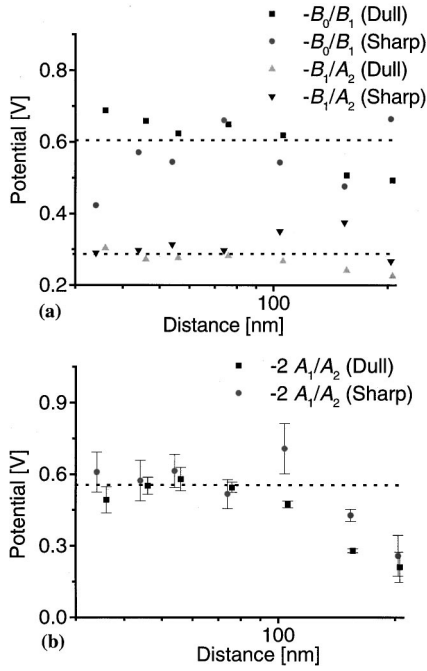 -B₀/B₁ (Dull)
-B₀/B₁ (Sharp)
-B₁/A₂ (Dull)
-B₁/A₂ (Sharp)
0.8
0.6
0.4
0.2
Potential [V]
100
(a)
Distance [nm]
-2 A₁/A₂ (Dull)
-2 A₁/A₂ (Sharp)
0.9
0.6
0.3
0.0
Potential [V]
100
(b)
Distance [nm]